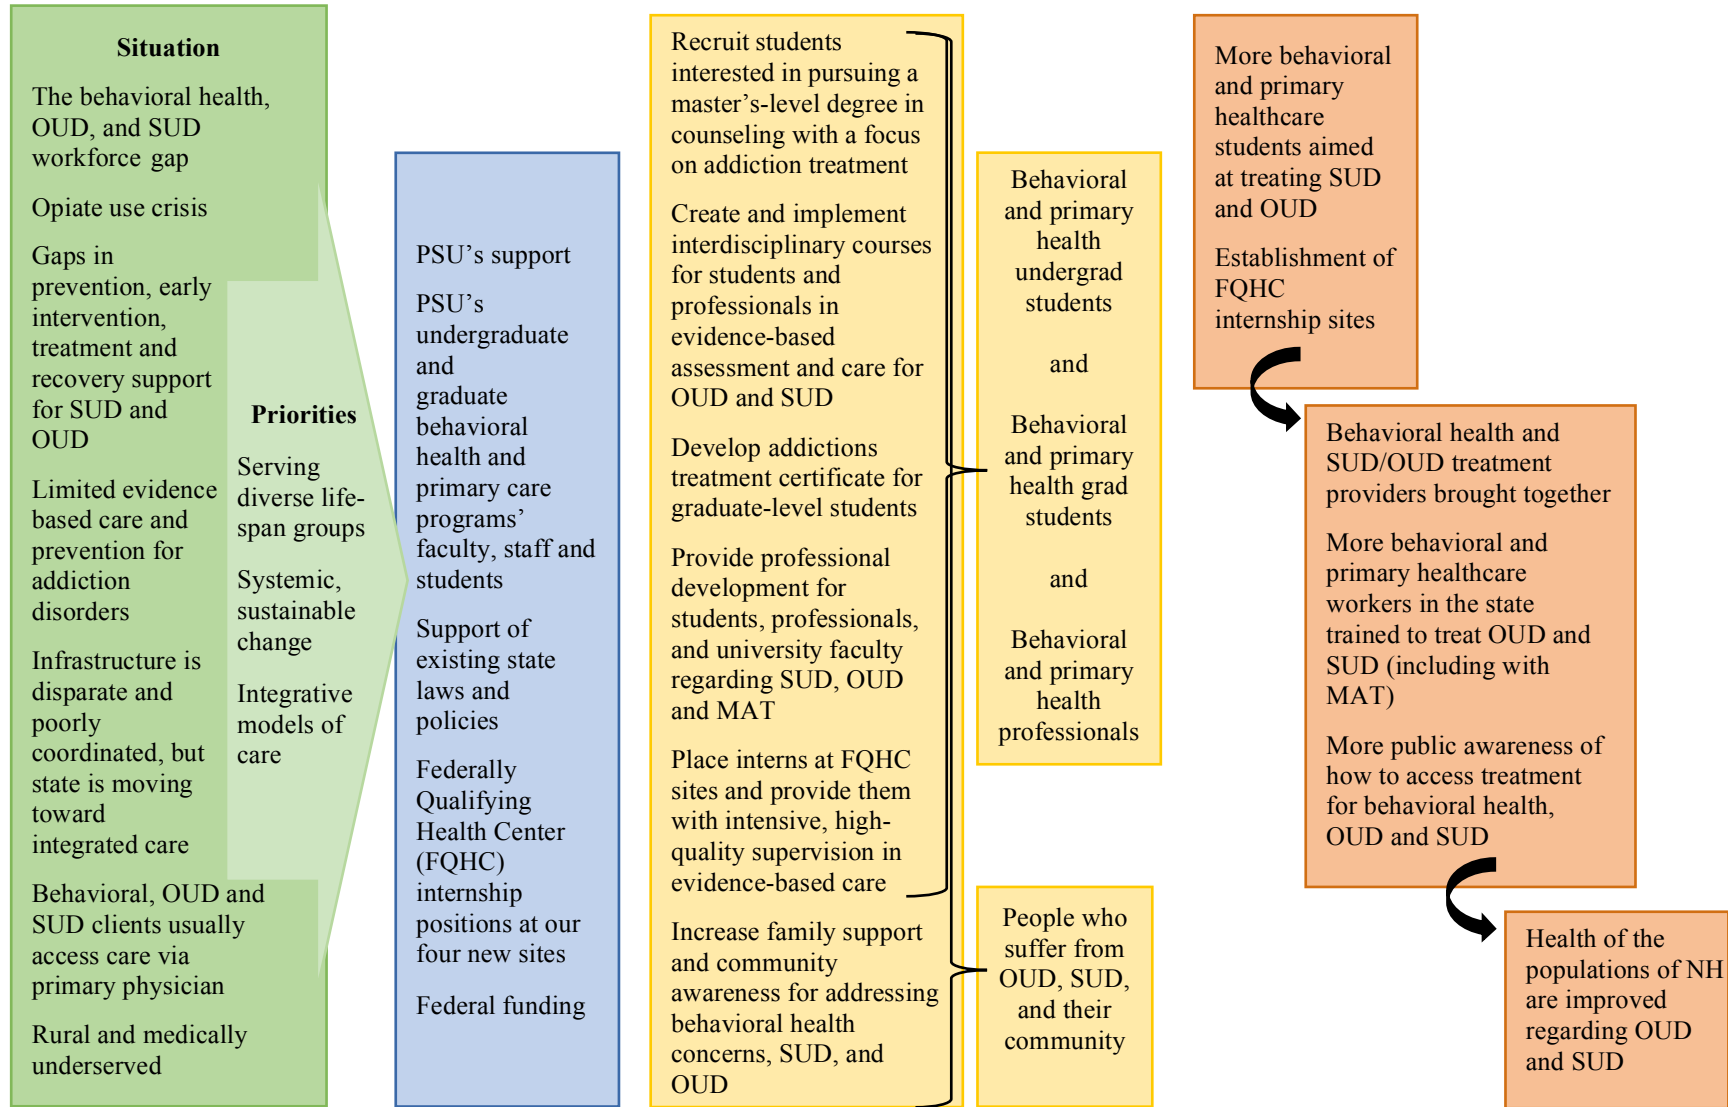 Situation
The behavioral health,
OUD, and SUD
workforce gap
Opiate use crisis
Gaps in
prevention, early
intervention,
treatment and
recovery support
for SUD and
OUD
Limited evidence
based care and
prevention for
addiction
disorders
Infrastructure is
disparate and
poorly
coordinated, but
state is moving
toward
integrated care
Behavioral, OUD and
SUD clients usually
access care via
primary physician
Rural and medically
underserved
Priorities
Serving
diverse life-
span groups
Systemic,
sustainable
change
Integrative
models of
care
PSU’s support
PSU’s
undergraduate
and
graduate
behavioral
health and
primary care
programs’
faculty, staff and
students
Support of
existing state
laws and
policies
Federally
Qualifying
Health Center
(FQHC)
internship
positions at our
four new sites
Federal funding
Recruit students
interested in pursuing a
master’s-level degree in
counseling with a focus
on addiction treatment
Create and implement
interdisciplinary courses
for students and
professionals in
evidence-based
assessment and care for
OUD and SUD
Develop addictions
treatment certificate for
graduate-level students
Provide professional
development for
students, professionals,
and university faculty
regarding SUD, OUD
and MAT
Place interns at FQHC
sites and provide them
with intensive, high-
quality supervision in
evidence-based care
Increase family support
and community
awareness for addressing
behavioral health
concerns, SUD, and
OUD
Behavioral
and primary
health
undergrad
students
and
Behavioral
and primary
health grad
students
and
Behavioral
and primary
health
professionals
People who
suffer from
OUD, SUD,
and their
community
More behavioral
and primary
healthcare
students aimed
at treating SUD
and OUD
Establishment of
FQHC
internship sites
Behavioral health and
SUD/OUD treatment
providers brought together
More behavioral and
primary healthcare
workers in the state
trained to treat OUD and
SUD (including with
MAT)
More public awareness of
how to access treatment
for behavioral health,
OUD and SUD
Health of the
populations of NH
are improved
regarding OUD
and SUD